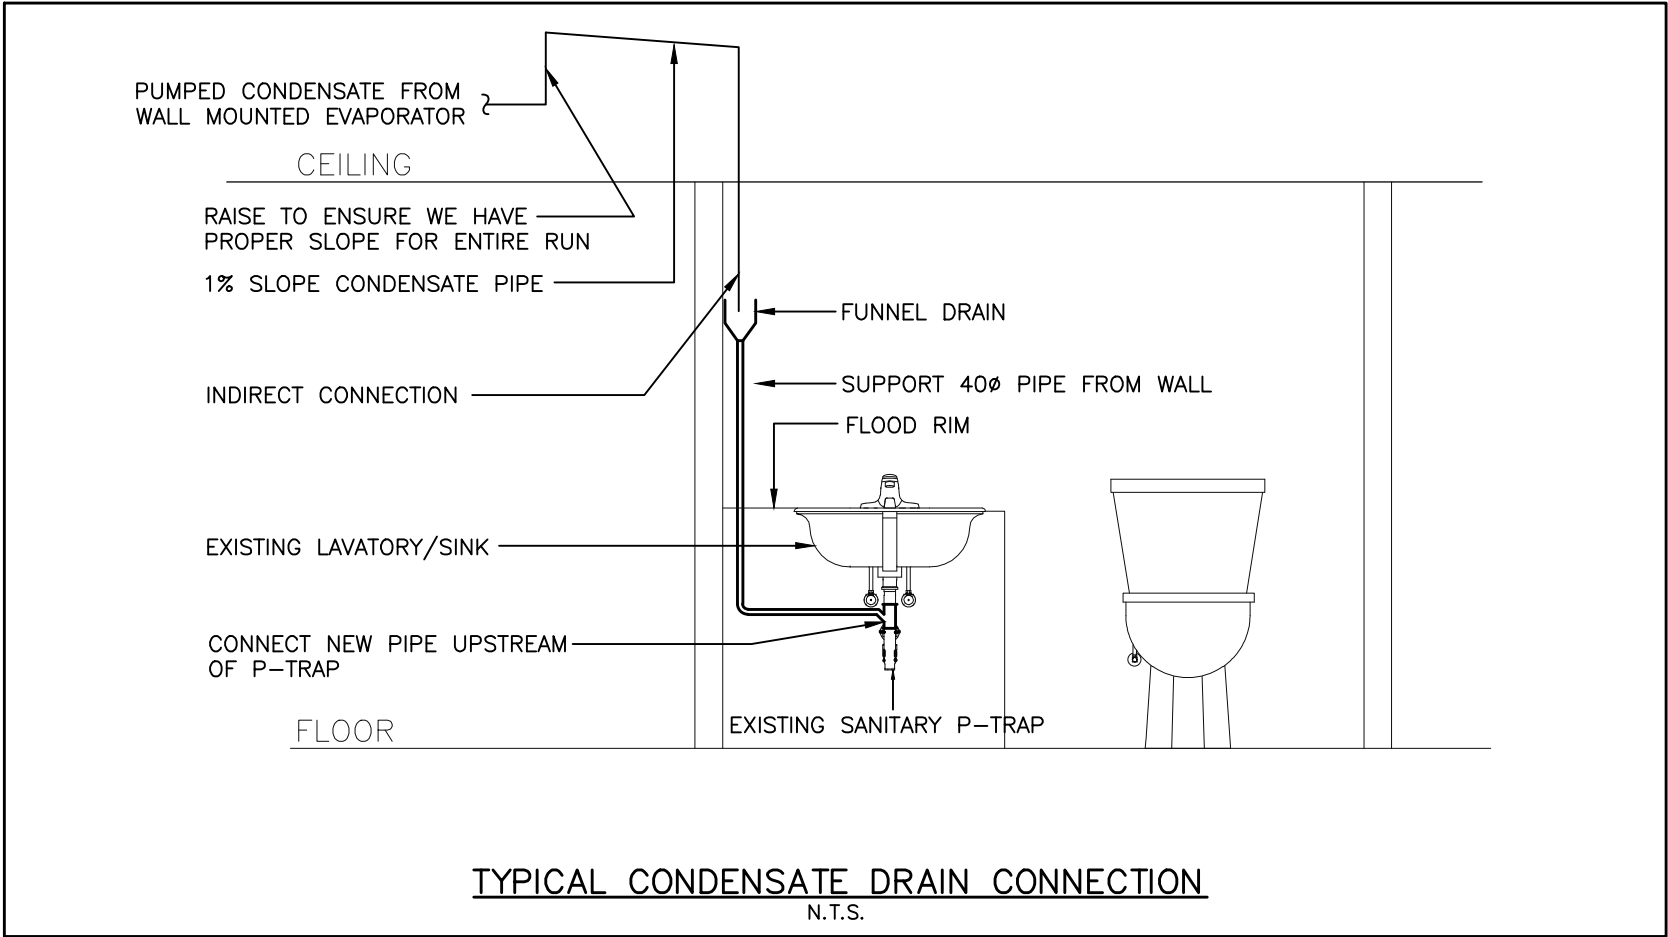 PUMPED CONDENSATE FROM
WALL MOUNTED EVAPORATOR
CEILING
RAISE TO ENSURE WE HAVE
PROPER SLOPE FOR ENTIRE RUN
1% SLOPE CONDENSATE PIPE
FUNNEL DRAIN
INDIRECT CONNECTION
SUPPORT 40ø PIPE FROM WALL
FLOOD RIM
EXISTING LAVATORY/SINK
CONNECT NEW PIPE UPSTREAM
OF P-TRAP
EXISTING SANITARY P-TRAP
FLOOR
TYPICAL CONDENSATE DRAIN CONNECTION
N.T.S.